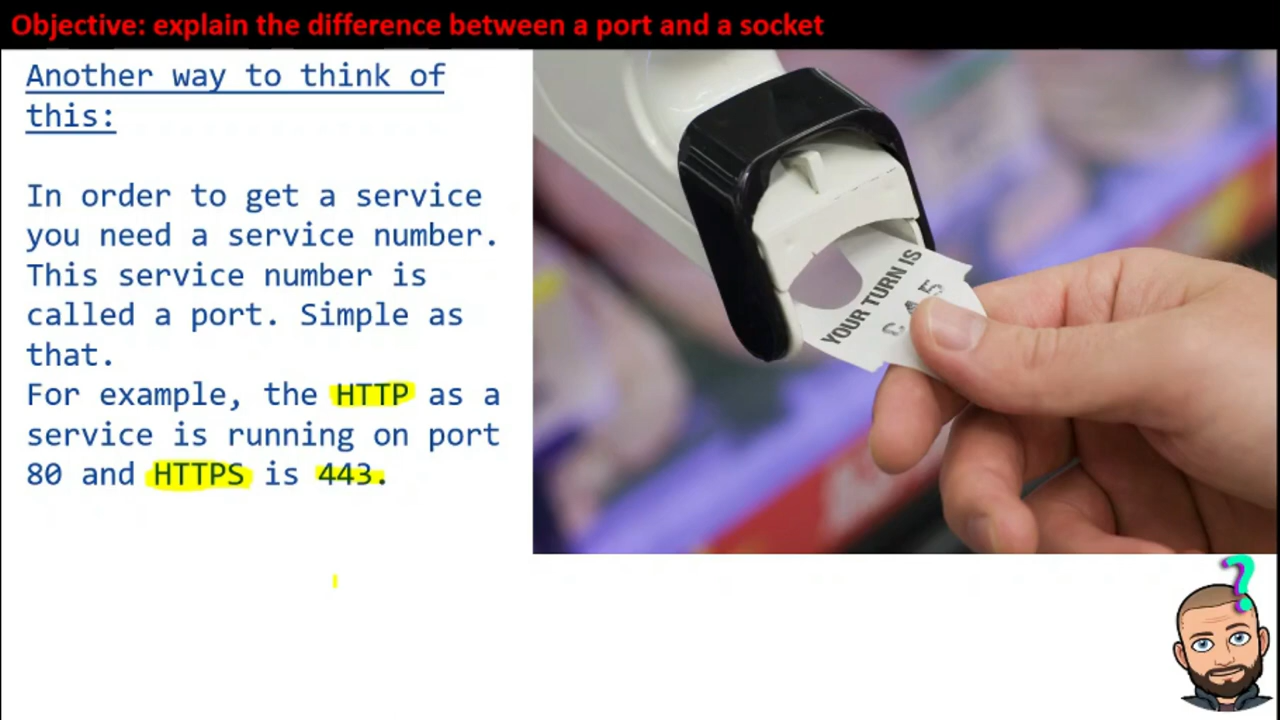 Objective: explain the difference between a port and a socket
Another way to think of
this:
In order to get a service
you need a service number.
This service number is
called a port. Simple as
that.
For example, the HTTP as a
service is running on port
80 and HTTPS is 443.
YOUR TURN IS
?